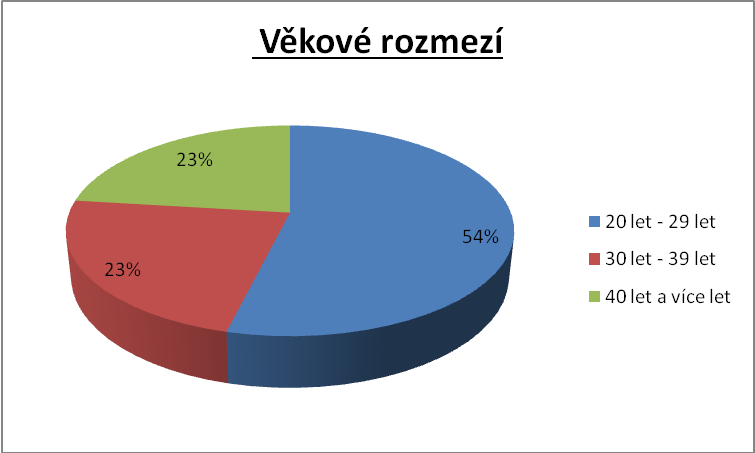 Věkové rozmezí
23%
54%
23%
20 let - 29 let
30 let - 39 let
40 let a více let